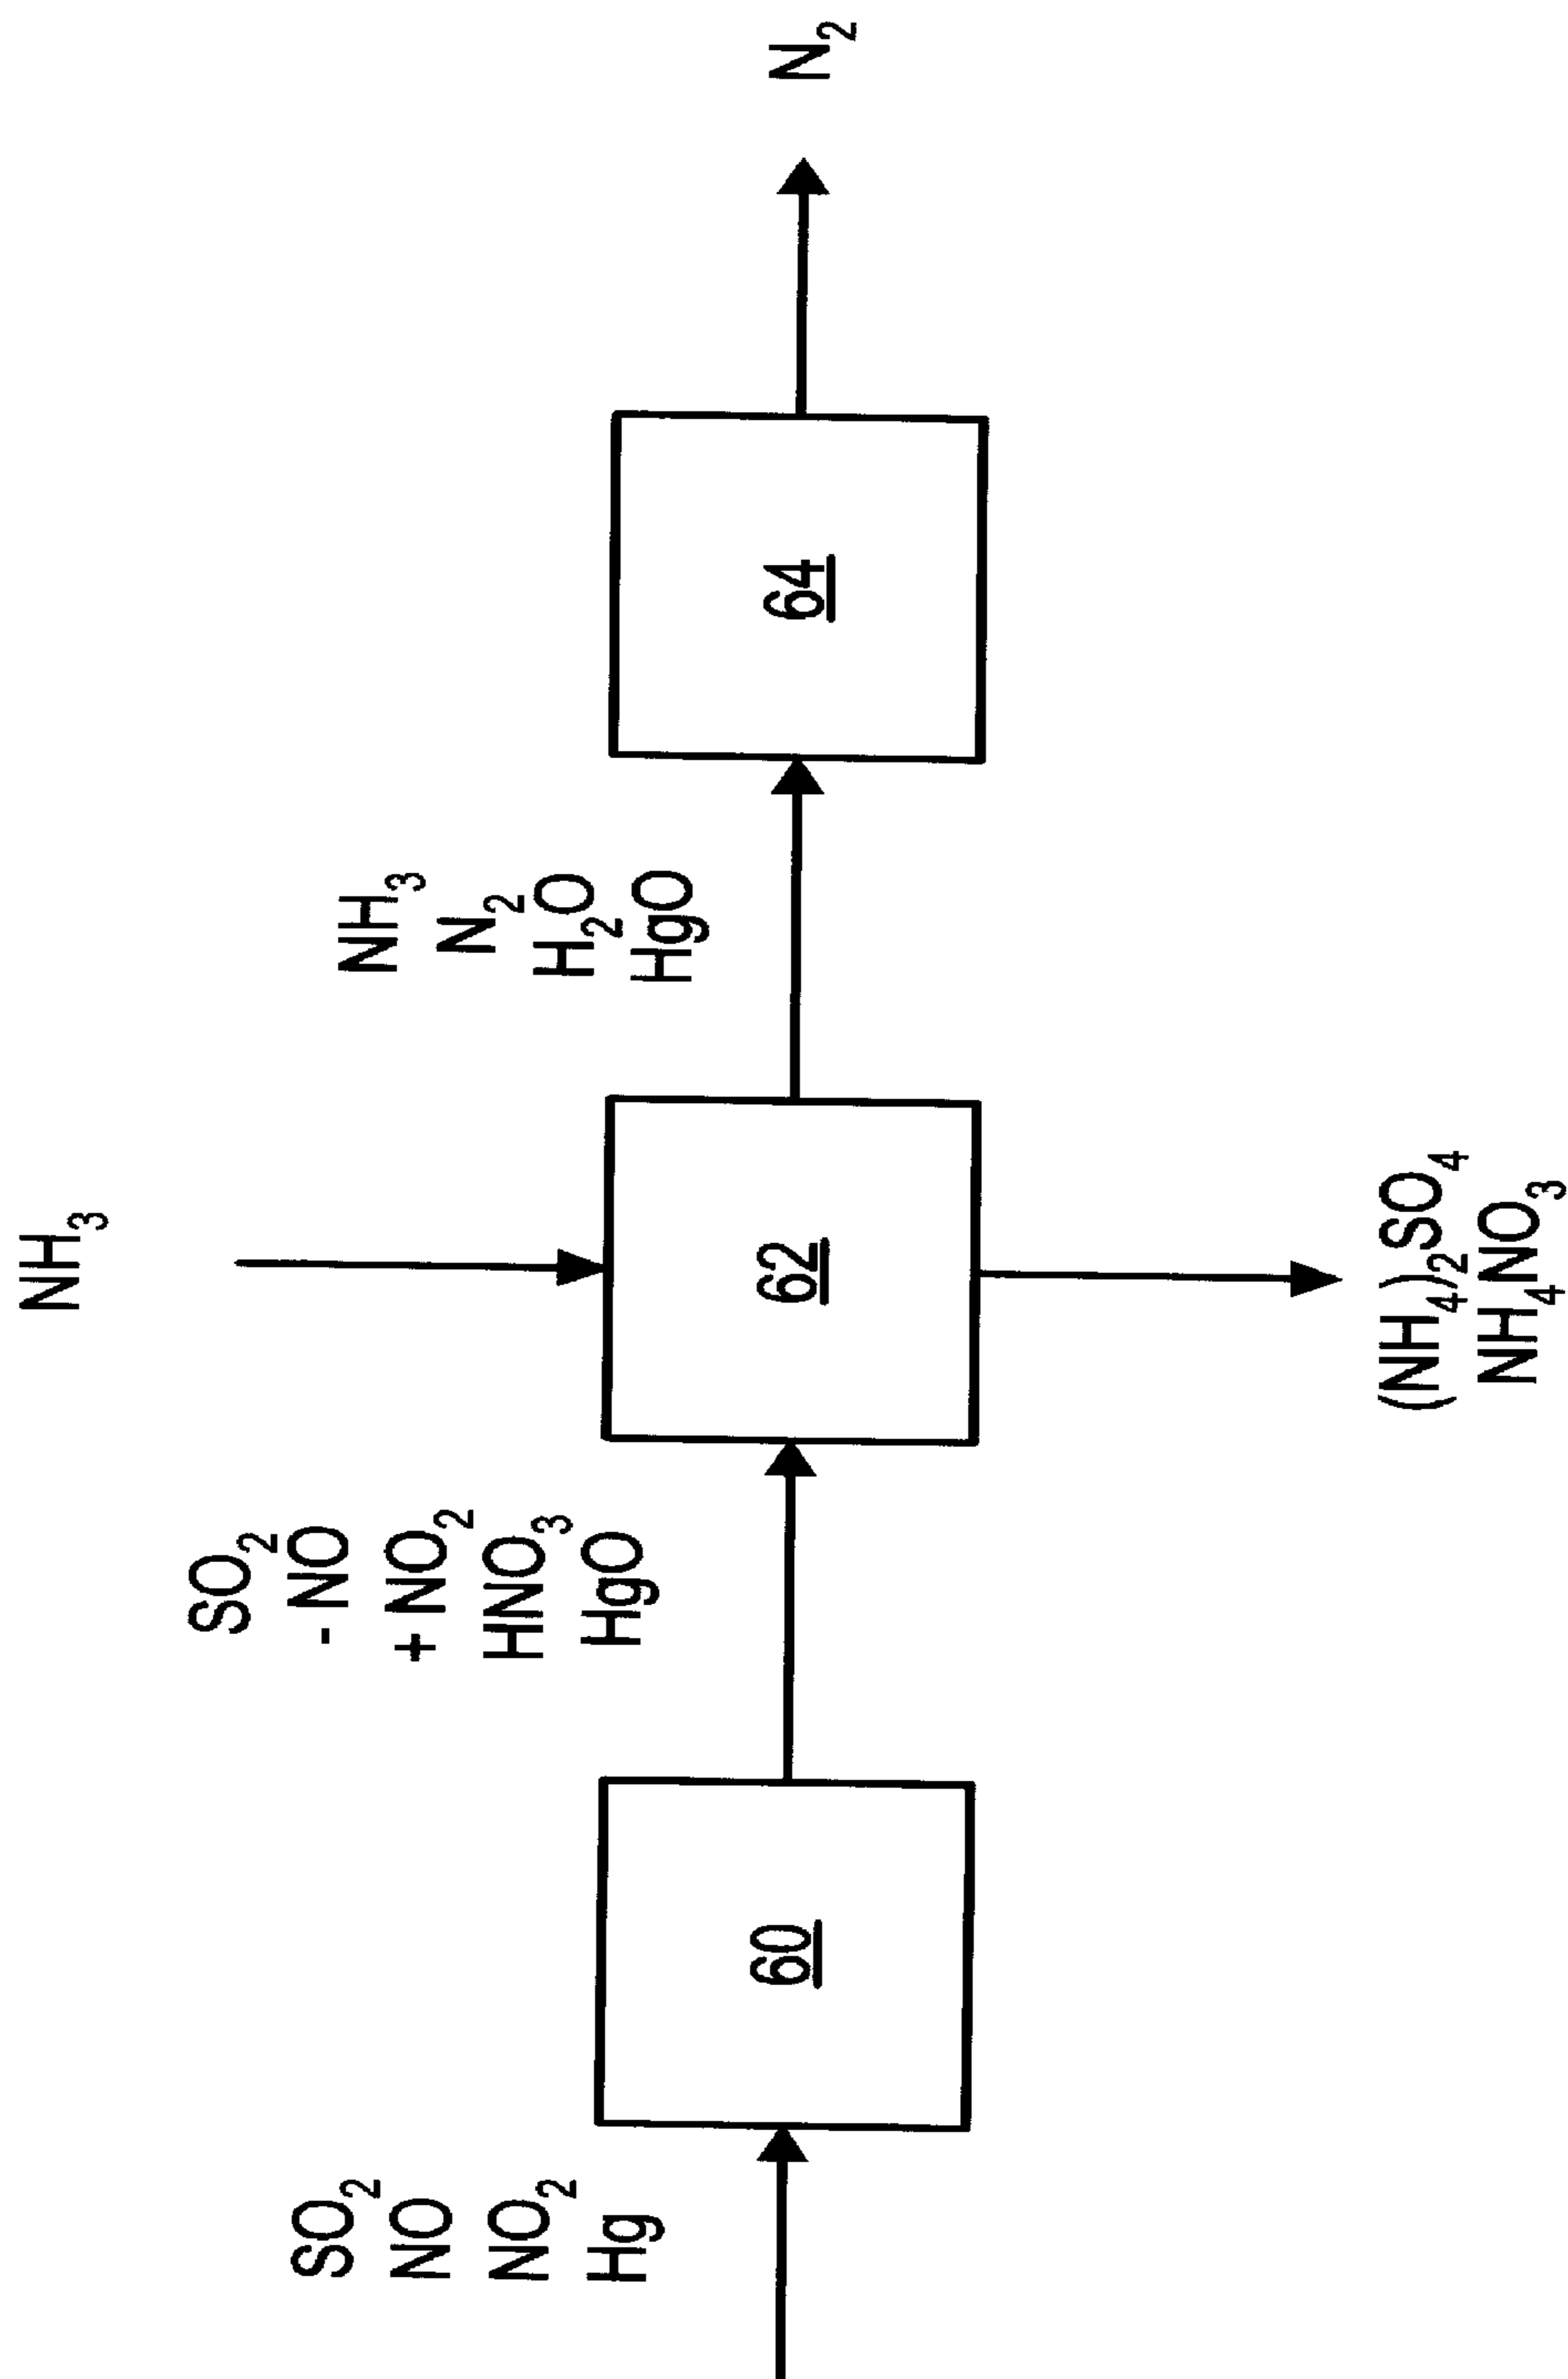 SO2
NO
NO2
Hg
60
SO2
- NO
+ NO2
HNO3
HgO
NH3
62
(NH4)2SO4
NH4NO3
NH3
N2
H2O
HgO
64
N2